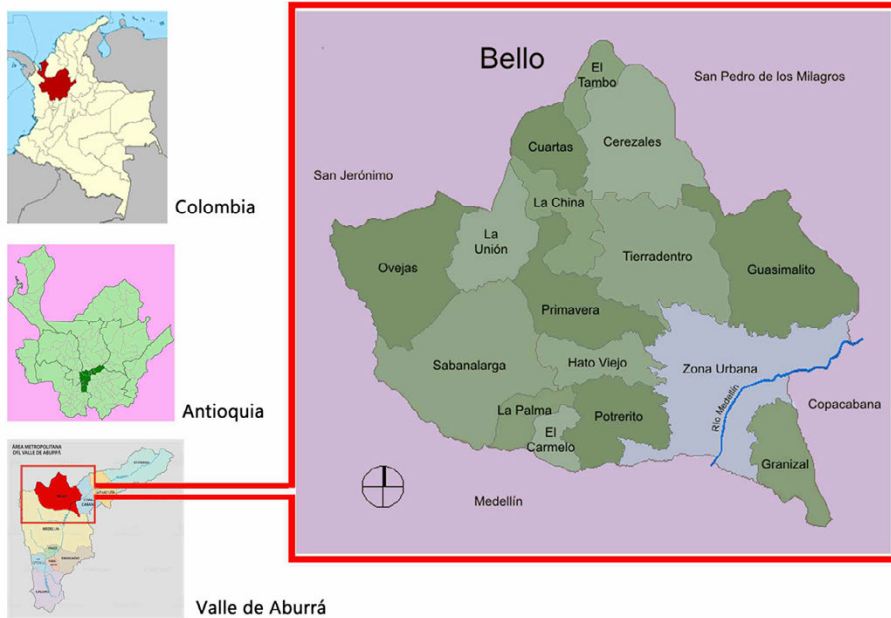 Colombia
Antioquia
ÁREA METROPOLITANA
DEL VALLE DE ABURRÁ
MEDELLÍN
Valle de Aburrá
Bello
El
Tambo
San Pedro de los Milagros
Cuartas
Cerezales
San Jerónimo
La China
La
Unión
Tierradentro
Ovejas
Guasimalito
Primavera
Sabanalarga
Hato Viejo
Zona Urbana
La Palma
Potrerito
Río Medellín
Copacabana
El
Carmelo
Granizal
Medellín